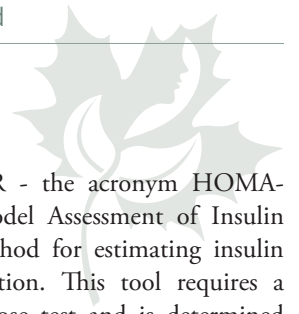 R - the acronym HOMA-
odel Assessment of Insulin
hod for estimating insulin
tion. This tool requires a
ose test and is determined